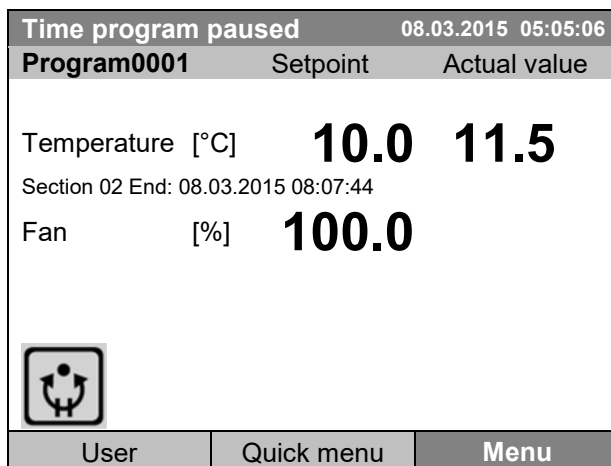 Time program paused 08.03.2015 05:05:06
Program0001 Setpoint Actual value
Temperature [°C] 10.0 11.5
Section 02 End: 08.03.2015 08:07:44
Fan [%] 100.0
User Quick menu Menu